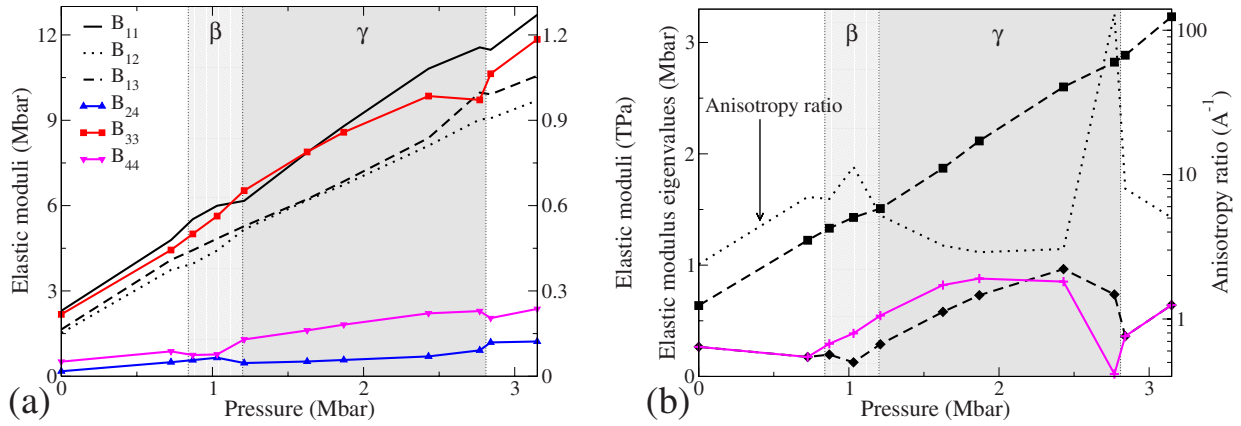 12
9
6
3
0
Elastic moduli (Mbar)
B11
B12
B13
B24
B33
B44
β
γ
1.2
0.9
0.6
0.3
0
Elastic moduli (TPa)
0
1
2
3
Pressure (Mbar)
(a)
3
2
1
0
Elastic modulus eigenvalues (Mbar)
Anisotropy ratio
β
γ
100
10
1
Anisotropy ratio (A⁻¹)
0
1
2
3
Pressure (Mbar)
(b)